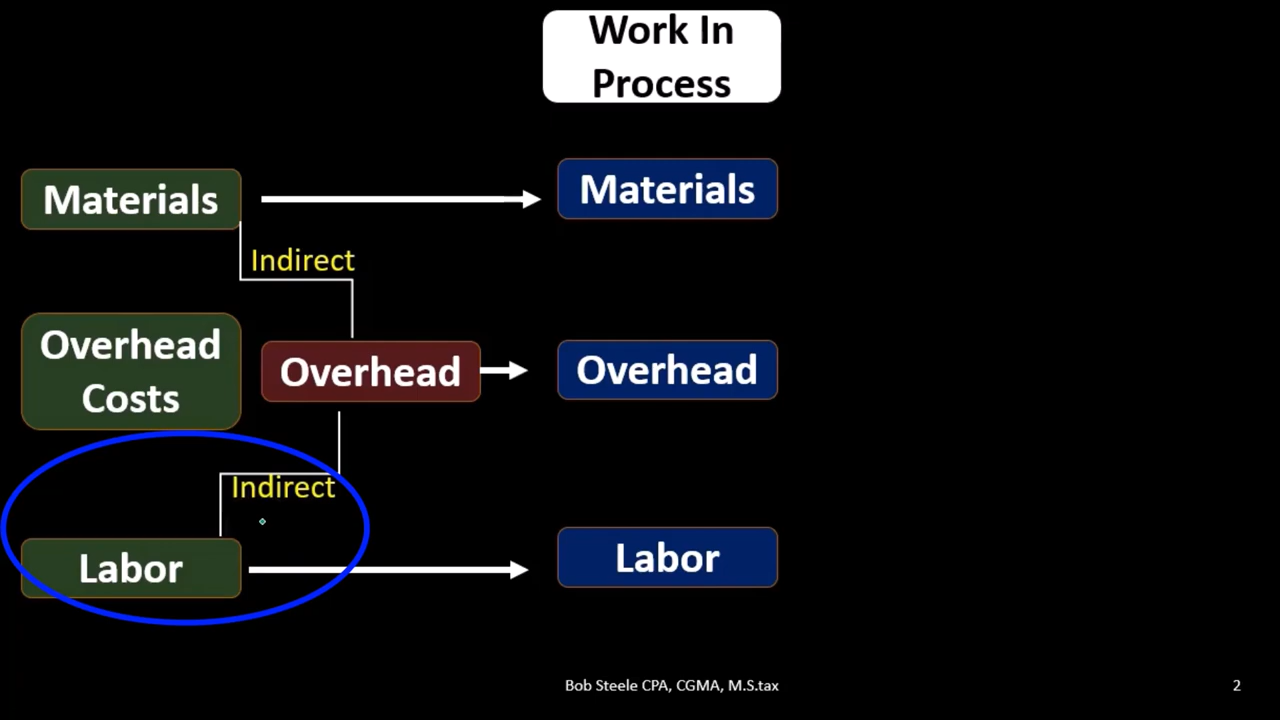 Work In
Process
Materials
Materials
Indirect
Overhead
Costs
Overhead
Overhead
Indirect
Labor
Labor
Bob Steele CPA, CGMA, M.S.tax
2